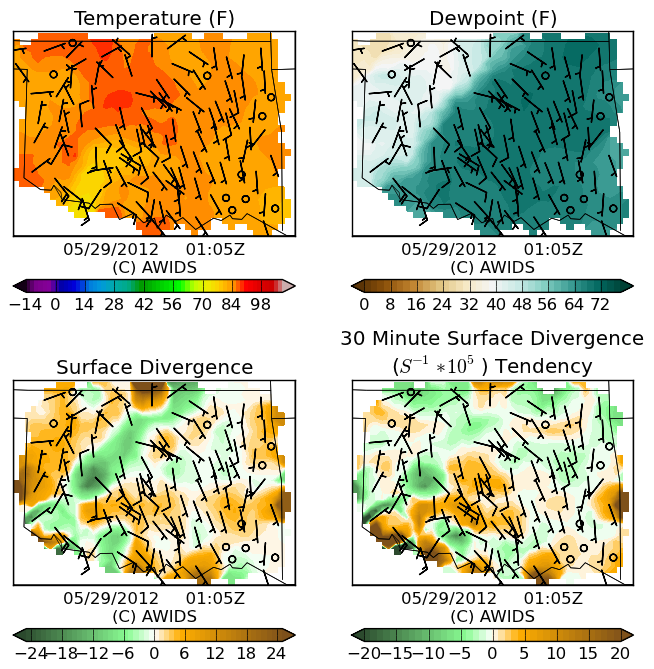 Temperature (F)
Dewpoint (F)
05/29/2012 01:05Z
(C) AWIDS
05/29/2012 01:05Z
(C) AWIDS
−14 0 14 28 42 56 70 84 98
0 8 16 24 32 40 48 56 64 72
Surface Divergence
30 Minute Surface Divergence
(S⁻¹ *10⁵ ) Tendency
05/29/2012 01:05Z
(C) AWIDS
05/29/2012 01:05Z
(C) AWIDS
−24 −18 −12 −6 0 6 12 18 24
−20 −15 −10 −5 0 5 10 15 20